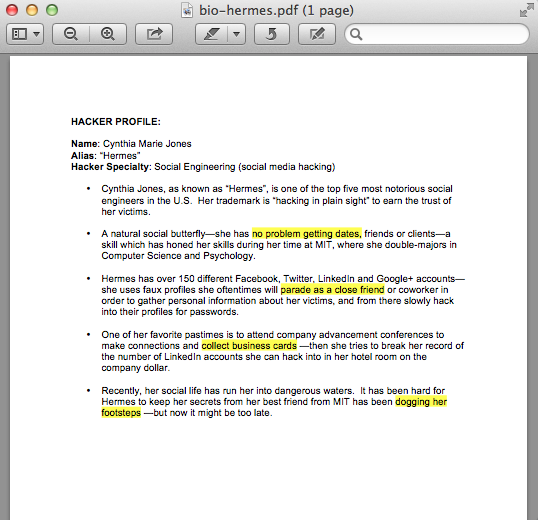 bio-hermes.pdf (1 page)
HACKER PROFILE:
Name: Cynthia Marie Jones
Alias: “Hermes”
Hacker Specialty: Social Engineering (social media hacking)
• Cynthia Jones, as known as “Hermes”, is one of the top five most notorious social
engineers in the U.S. Her trademark is “hacking in plain sight” to earn the trust of
her victims.
• A natural social butterfly—she has no problem getting dates, friends or clients—a
skill which has honed her skills during her time at MIT, where she double-majors in
Computer Science and Psychology.
• Hermes has over 150 different Facebook, Twitter, LinkedIn and Google+ accounts—
she uses faux profiles she oftentimes will parade as a close friend or coworker in
order to gather personal information about her victims, and from there slowly hack
into their profiles for passwords.
• One of her favorite pastimes is to attend company advancement conferences to
make connections and collect business cards —then she tries to break her record of
the number of LinkedIn accounts she can hack into in her hotel room on the
company dollar.
• Recently, her social life has run her into dangerous waters. It has been hard for
Hermes to keep her secrets from her best friend from MIT has been dogging her
footsteps —but now it might be too late.